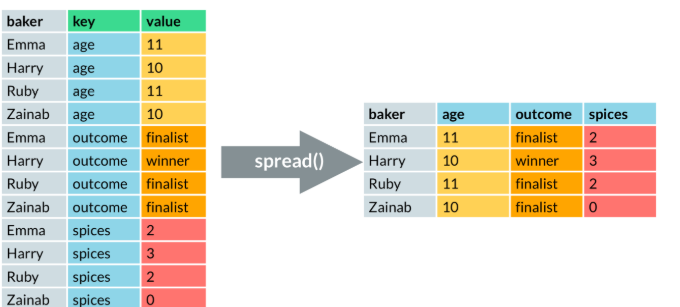 baker key value
Emma age 11
Harry age 10
Ruby age 11
Zainab age 10
Emma outcome finalist
Harry outcome winner
Ruby outcome finalist
Zainab outcome finalist
Emma spices 2
Harry spices 3
Ruby spices 2
Zainab spices 0
spread()
baker age outcome spices
Emma 11 finalist 2
Harry 10 winner 3
Ruby 11 finalist 2
Zainab 10 finalist 0